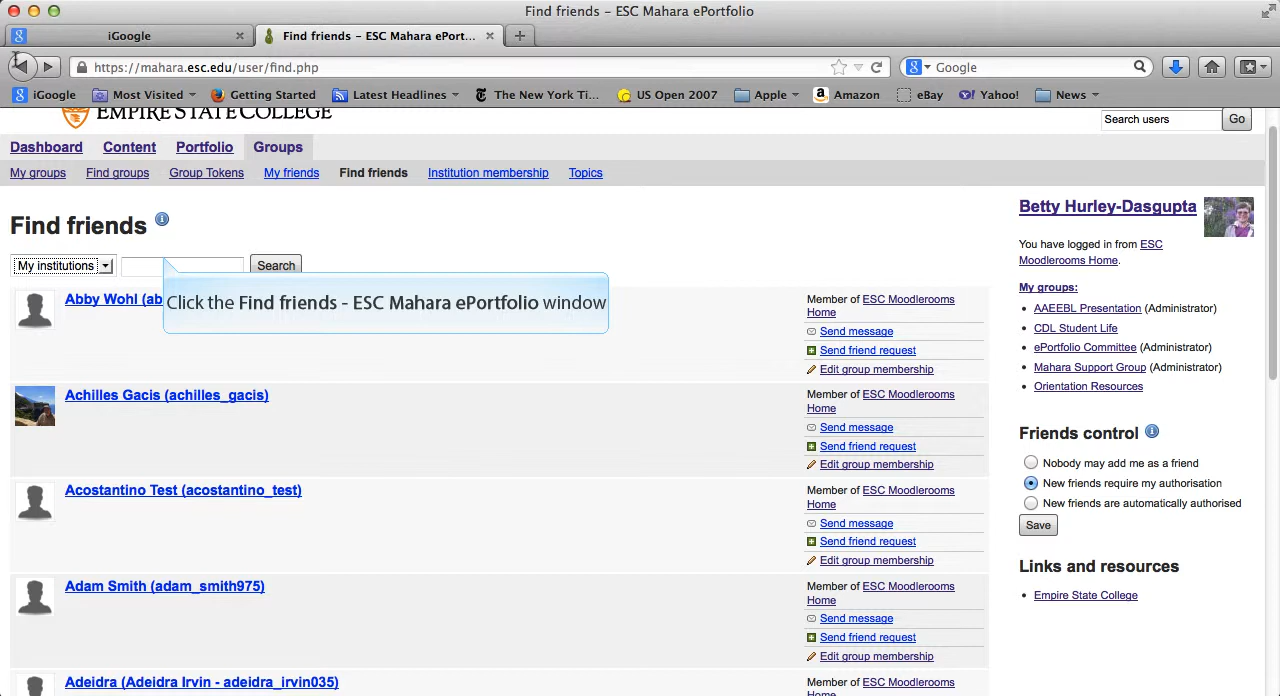 Find friends - ESC Mahara ePortfolio
iGoogle
Find friends - ESC Mahara ePort...
https://mahara.esc.edu/user/find.php
Google
iGoogle
Most Visited
Getting Started
Latest Headlines
The New York Ti...
US Open 2007
Apple
Amazon
eBay
Yahoo!
News
EMPIRE STATE COLLEGE
Search users
Go
Dashboard
Content
Portfolio
Groups
My groups
Find groups
Group Tokens
My friends
Find friends
Institution membership
Topics
Find friends
My institutions
Search
Click the Find friends - ESC Mahara ePortfolio window
Abby Wohl (ab
Member of ESC Moodlerooms
Home
Send message
Send friend request
Edit group membership
Achilles Gacis (achilles_gacis)
Member of ESC Moodlerooms
Home
Send message
Send friend request
Edit group membership
Acostantino Test (acostantino_test)
Member of ESC Moodlerooms
Home
Send message
Send friend request
Edit group membership
Adam Smith (adam_smith975)
Member of ESC Moodlerooms
Home
Send message
Send friend request
Edit group membership
Adeidra (Adeidra Irvin - adeidra_irvin035)
Member of ESC Moodlerooms
Home
Betty Hurley-Dasgupta
You have logged in from ESC
Moodlerooms Home.
My groups:
AAEEBL Presentation (Administrator)
CDL Student Life
ePortfolio Committee (Administrator)
Mahara Support Group (Administrator)
Orientation Resources
Friends control
Nobody may add me as a friend
New friends require my authorisation
New friends are automatically authorised
Save
Links and resources
Empire State College